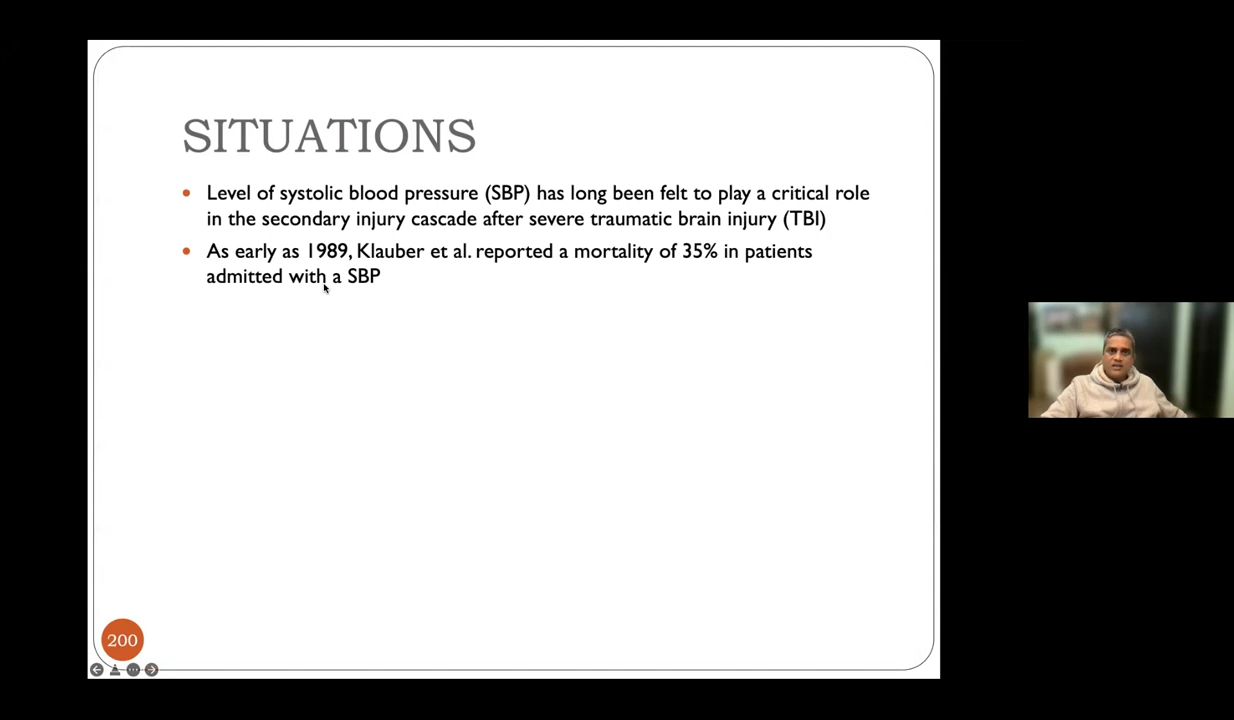 SITUATIONS
Level of systolic blood pressure (SBP) has long been felt to play a critical role
in the secondary injury cascade after severe traumatic brain injury (TBI)
As early as 1989, Klauber et al. reported a mortality of 35% in patients
admitted with a SBP
200